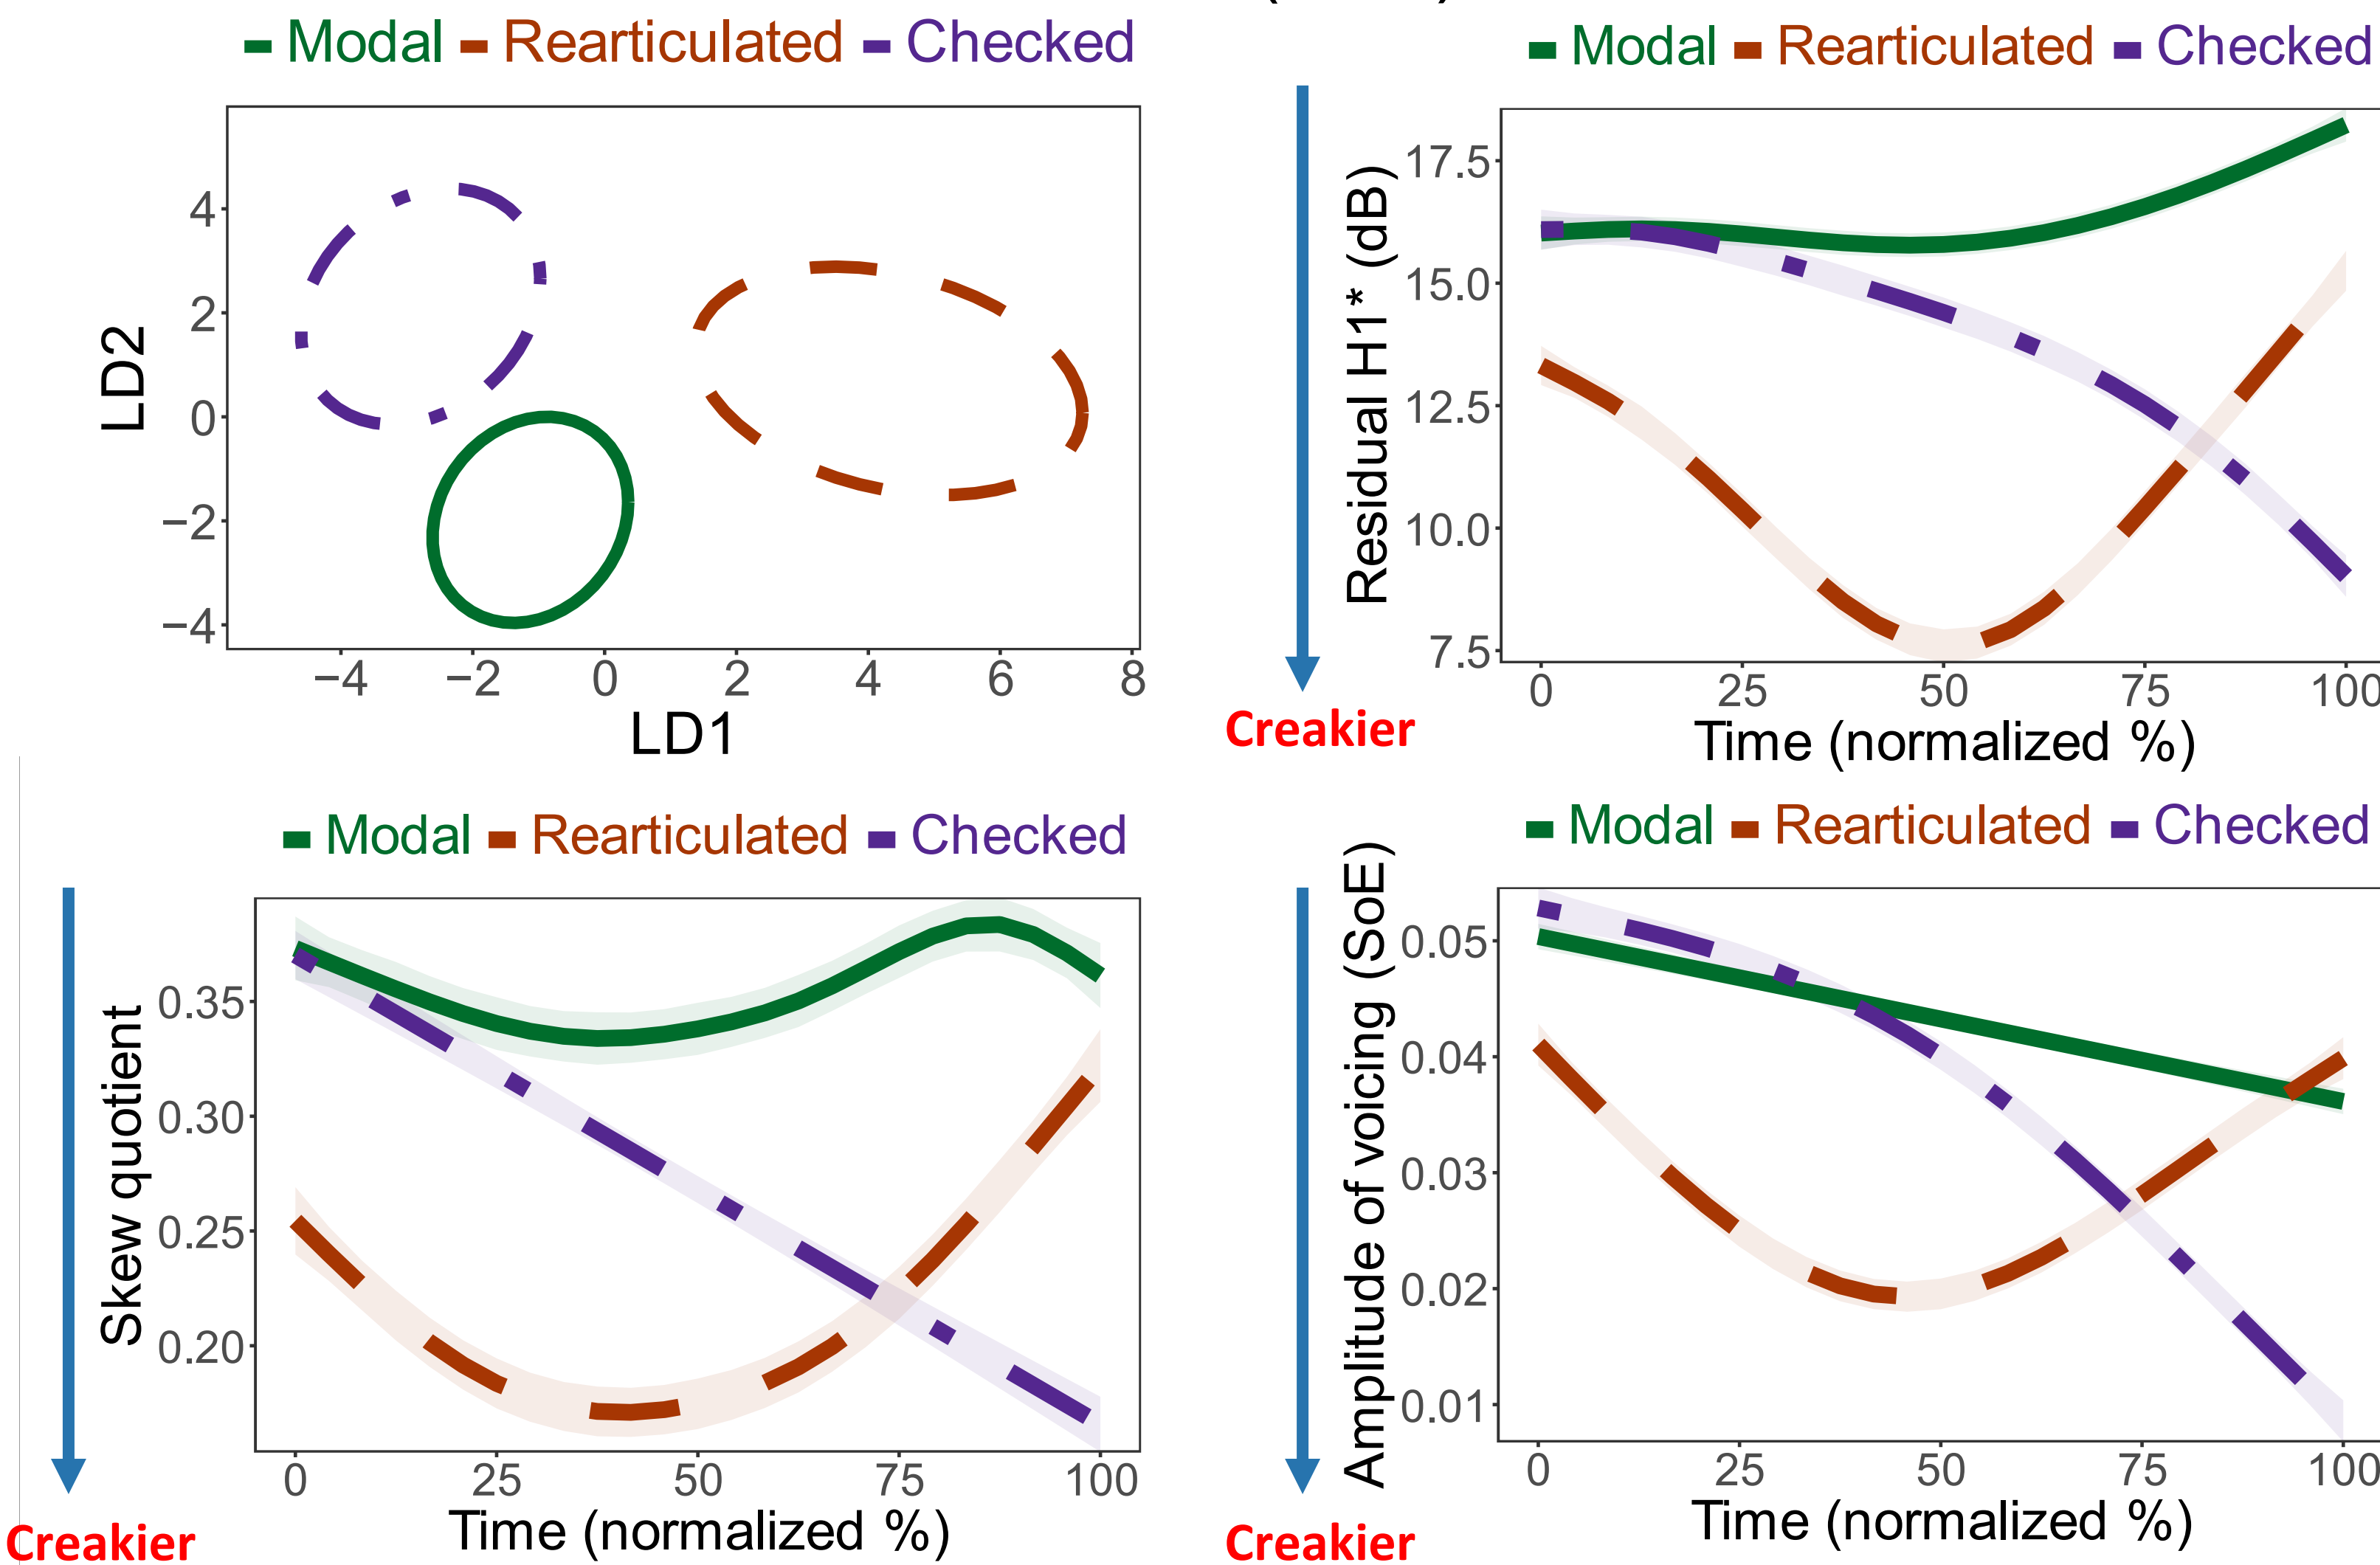 Modal Rearticulated Checked
LD2
4
2
0
−2
−4
−4 −2 0 2 4 6 8
LD1
Modal Rearticulated Checked
Residual H1* (dB)
17.5
15.0
12.5
10.0
7.5
0 25 50 75 100
Time (normalized %)
Creakier
Modal Rearticulated Checked
Skew quotient
0.35
0.30
0.25
0.20
0 25 50 75 100
Time (normalized %)
Creakier
Modal Rearticulated Checked
Amplitude of voicing (SoE)
0.05
0.04
0.03
0.02
0.01
0 25 50 75 100
Time (normalized %)
Creakier